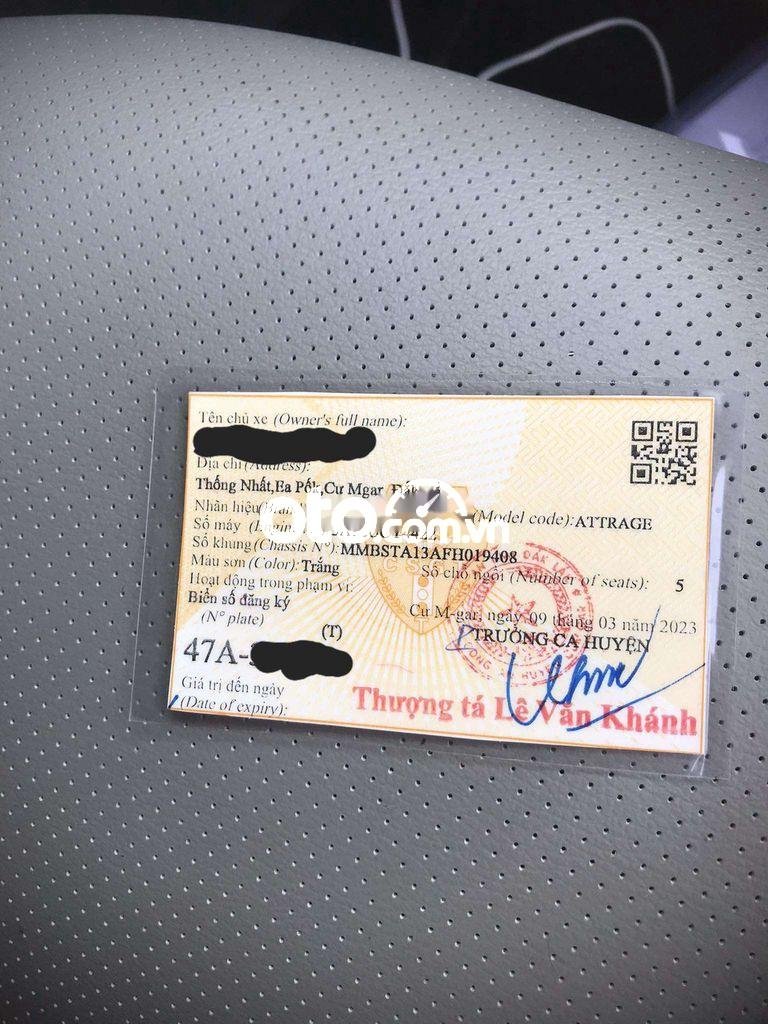 Tên chủ xe (Owner's full name):
Địa chỉ (Address):
Thống Nhất,Ea Pốk,Cư Mgar Đắk
Nhãn hiệu (Model code): ATTRAGE
Số máy
Số khung (Chassis Nº): MMBSTA13AFH019408
Màu sơn (Color): Trắng Số chỗ ngồi (Number of seats): 5
Hoạt động trong phạm vi:
Biển số đăng ký Cư M-gar, ngày 09 tháng 03 năm 2023
(Nº plate) (T) TRƯỞNG CA HUYỆN
47A-
Giá trị đến ngày
(Date of expiry):
Thượng tá Lê Văn Khánh
oto.com.vn